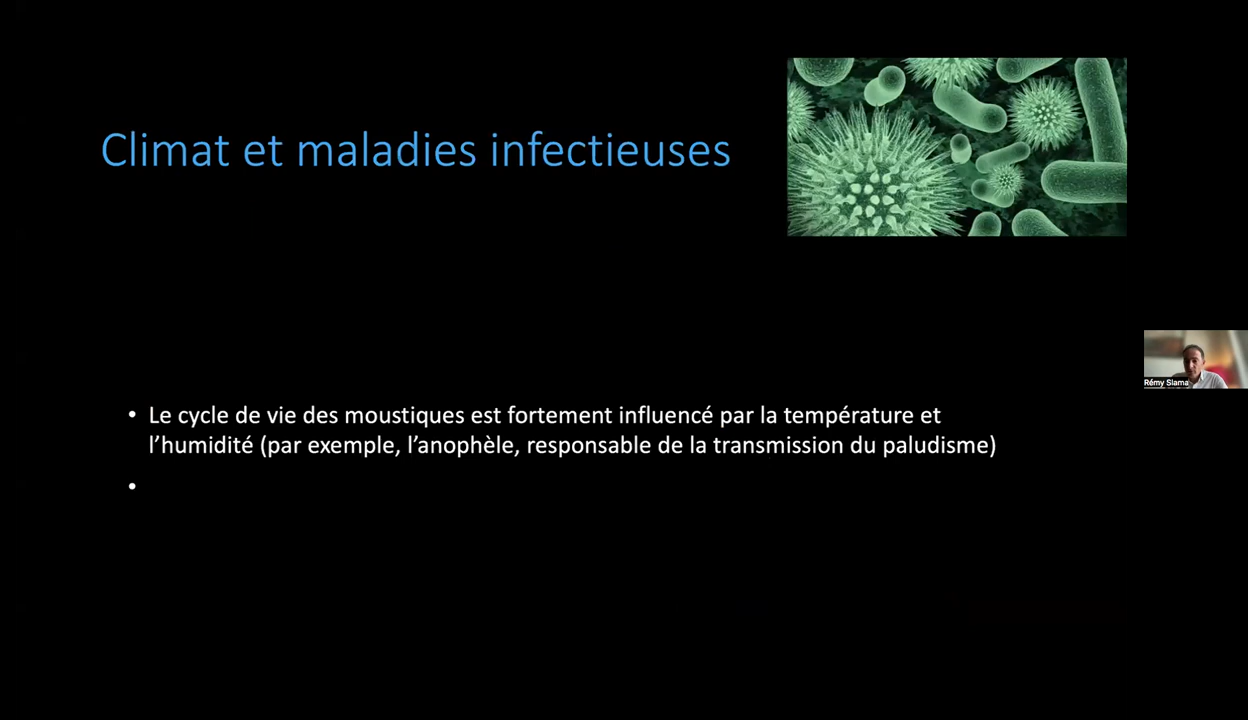 Climat et maladies infectieuses
Rémy Slama
• Le cycle de vie des moustiques est fortement influencé par la température et
l’humidité (par exemple, l’anophèle, responsable de la transmission du paludisme)
•